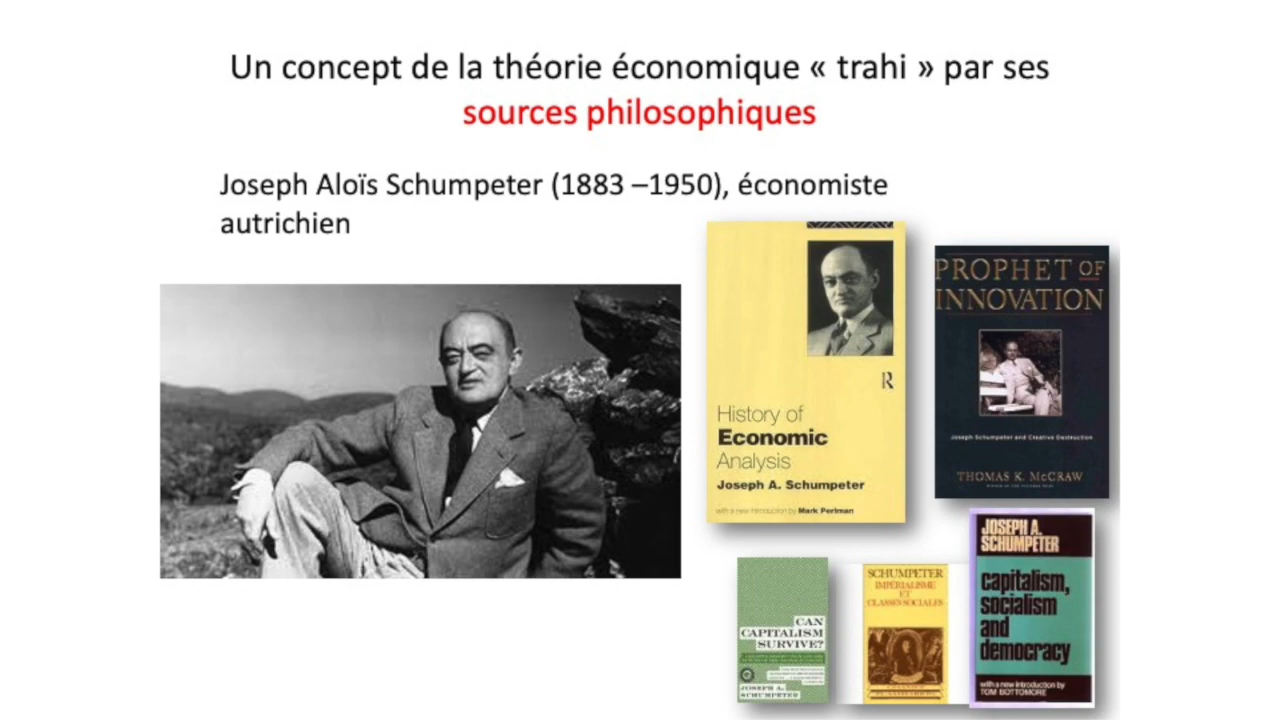 Un concept de la théorie économique « trahi » par ses
sources philosophiques
Joseph Aloïs Schumpeter (1883 –1950), économiste
autrichien
History of
Economic
Analysis
Joseph A. Schumpeter
with a new introduction by Mark Perlman
R
PROPHET OF
INNOVATION
Joseph Schumpeter and Creative Destruction
THOMAS K. McCRAW
CAN
CAPITALISM
SURVIVE?
JOSEPH A.
SCHUMPETER
SCHUMPETER
IMPÉRIALISME
ET
CLASSES SOCIALES
JOSEPH A.
SCHUMPETER
capitalism,
socialism
and
democracy
with a new introduction by
TOM BOTTOMORE